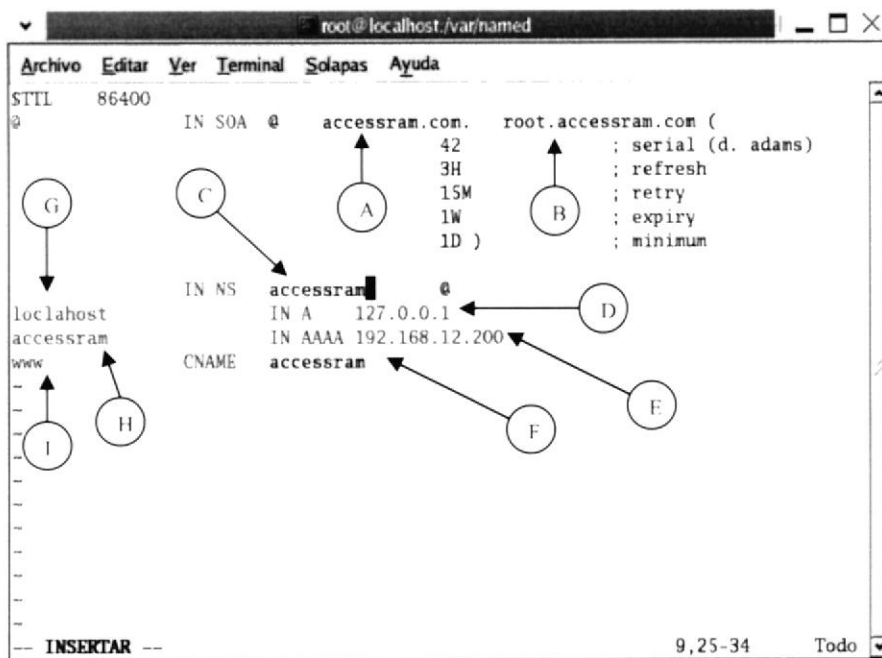 root@localhost:/var/named
Archivo Editar Ver Terminal Solapas Ayuda
$TTL 86400
@ IN SOA @ accessram.com. root.accessram.com (
42 ; serial (d. adams)
3H ; refresh
15M ; retry
1W ; expiry
1D ) ; minimum
G
C
A
B
IN NS accessram @
loclahost IN A 127.0.0.1
D
accessram IN AAAA 192.168.12.200
www CNAME accessram
E
H
F
I
~
~
~
~
~
~
~
~
~
~
~
-- INSERTAR -- 9,25-34 Todo